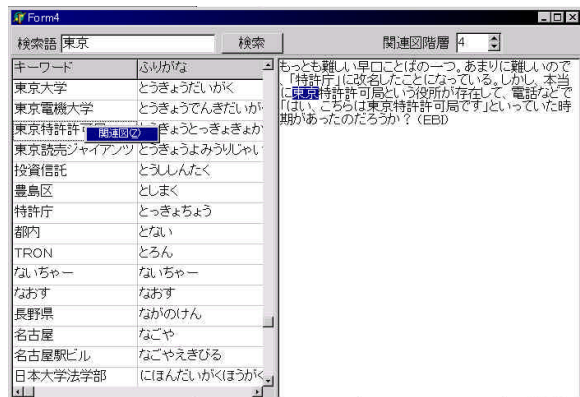 Form4
検索語 東京 検索 関連図階層 4
キーワード ふりがな
東京大学 とうきょうだいがく
東京電機大学 とうきょうでんきだいが
東京特許許可 きょうとっきょきょか
関連図(Z)
東京読売ジャイアンツ とうきょうよみうりじゃい
投資信託 とうししんたく
豊島区 としまく
特許庁 とっきょちょう
都内 とない
TRON とろん
ないちゃー ないちゃー
なおす なおす
長野県 ながのけん
名古屋 なごや
名古屋駅ビル なごやえきびる
日本大学法学部 にほんだいがくほうがく
もっとも難しい早口ことばの一つ。あまりに難しいので
、「特許庁」に改名したことになっている。しかし、本当
に東京特許許可局という役所が存在して、電話などで
「はい、こちらは東京特許許可局です」といっていた時
期があったのだろうか？(EBI)